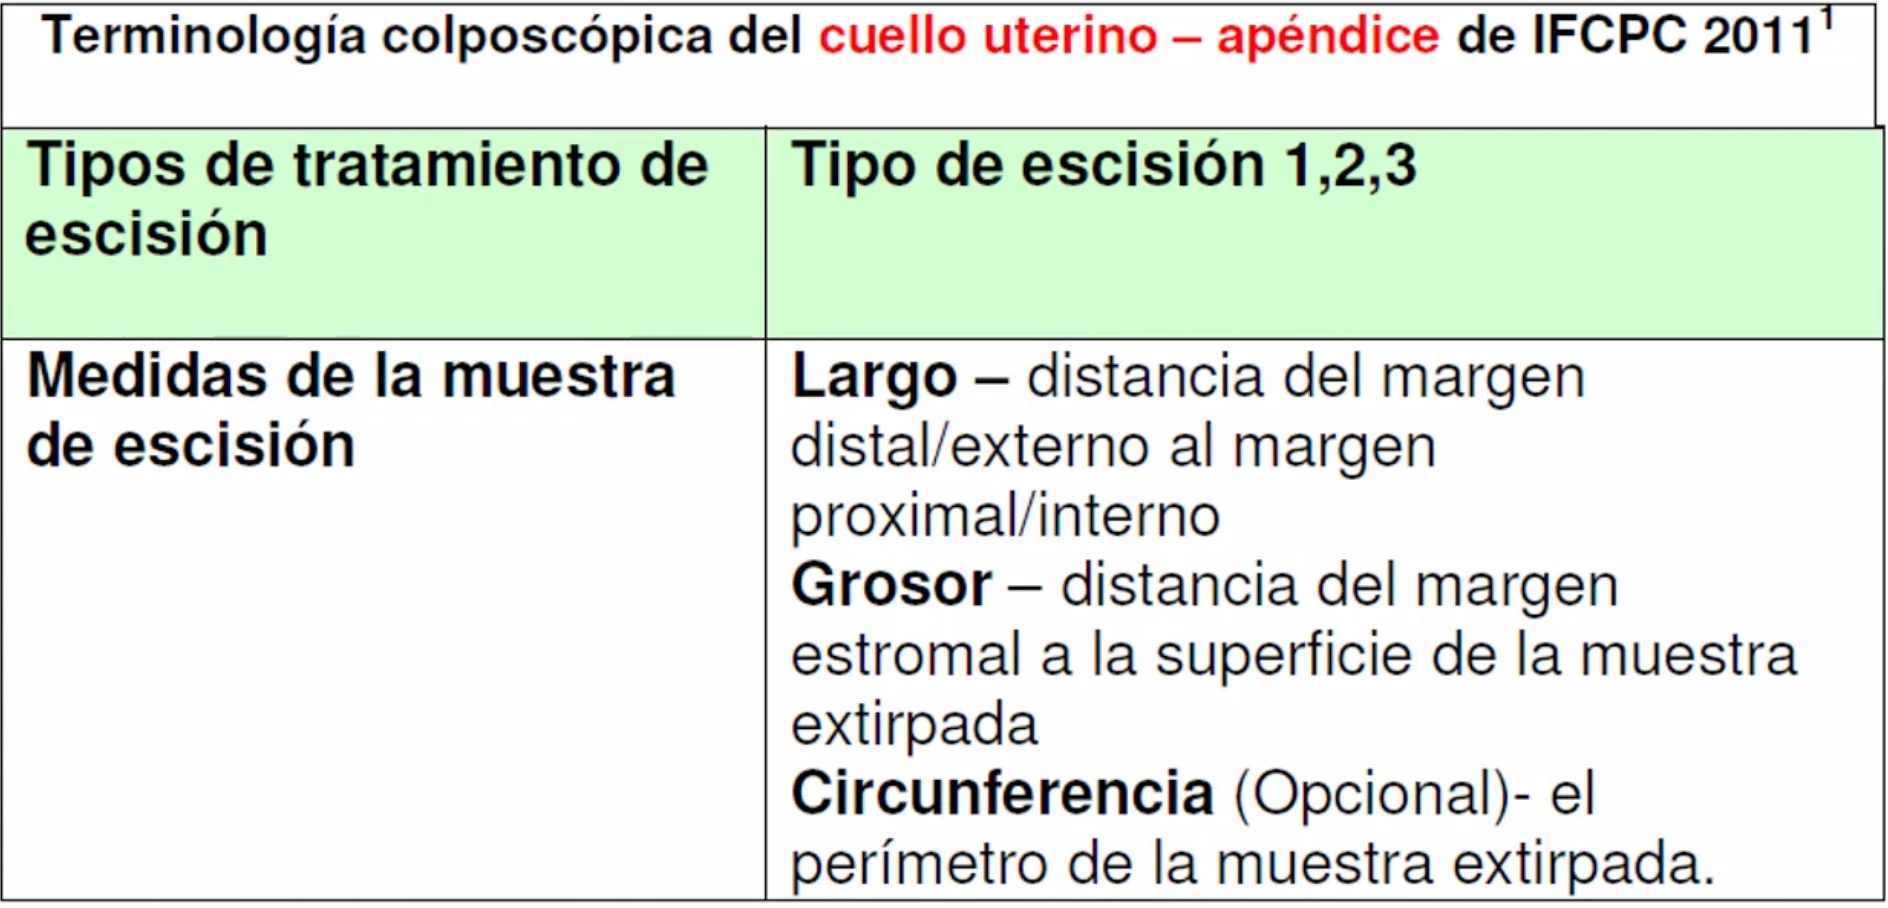 Terminología colposcópica del cuello uterino – apéndice de IFCPC 2011¹
Tipos de tratamiento de
escisión
Tipo de escisión 1,2,3
Medidas de la muestra
de escisión
Largo – distancia del margen
distal/externo al margen
proximal/interno
Grosor – distancia del margen
estromal a la superficie de la muestra
extirpada
Circunferencia (Opcional)- el
perímetro de la muestra extirpada.